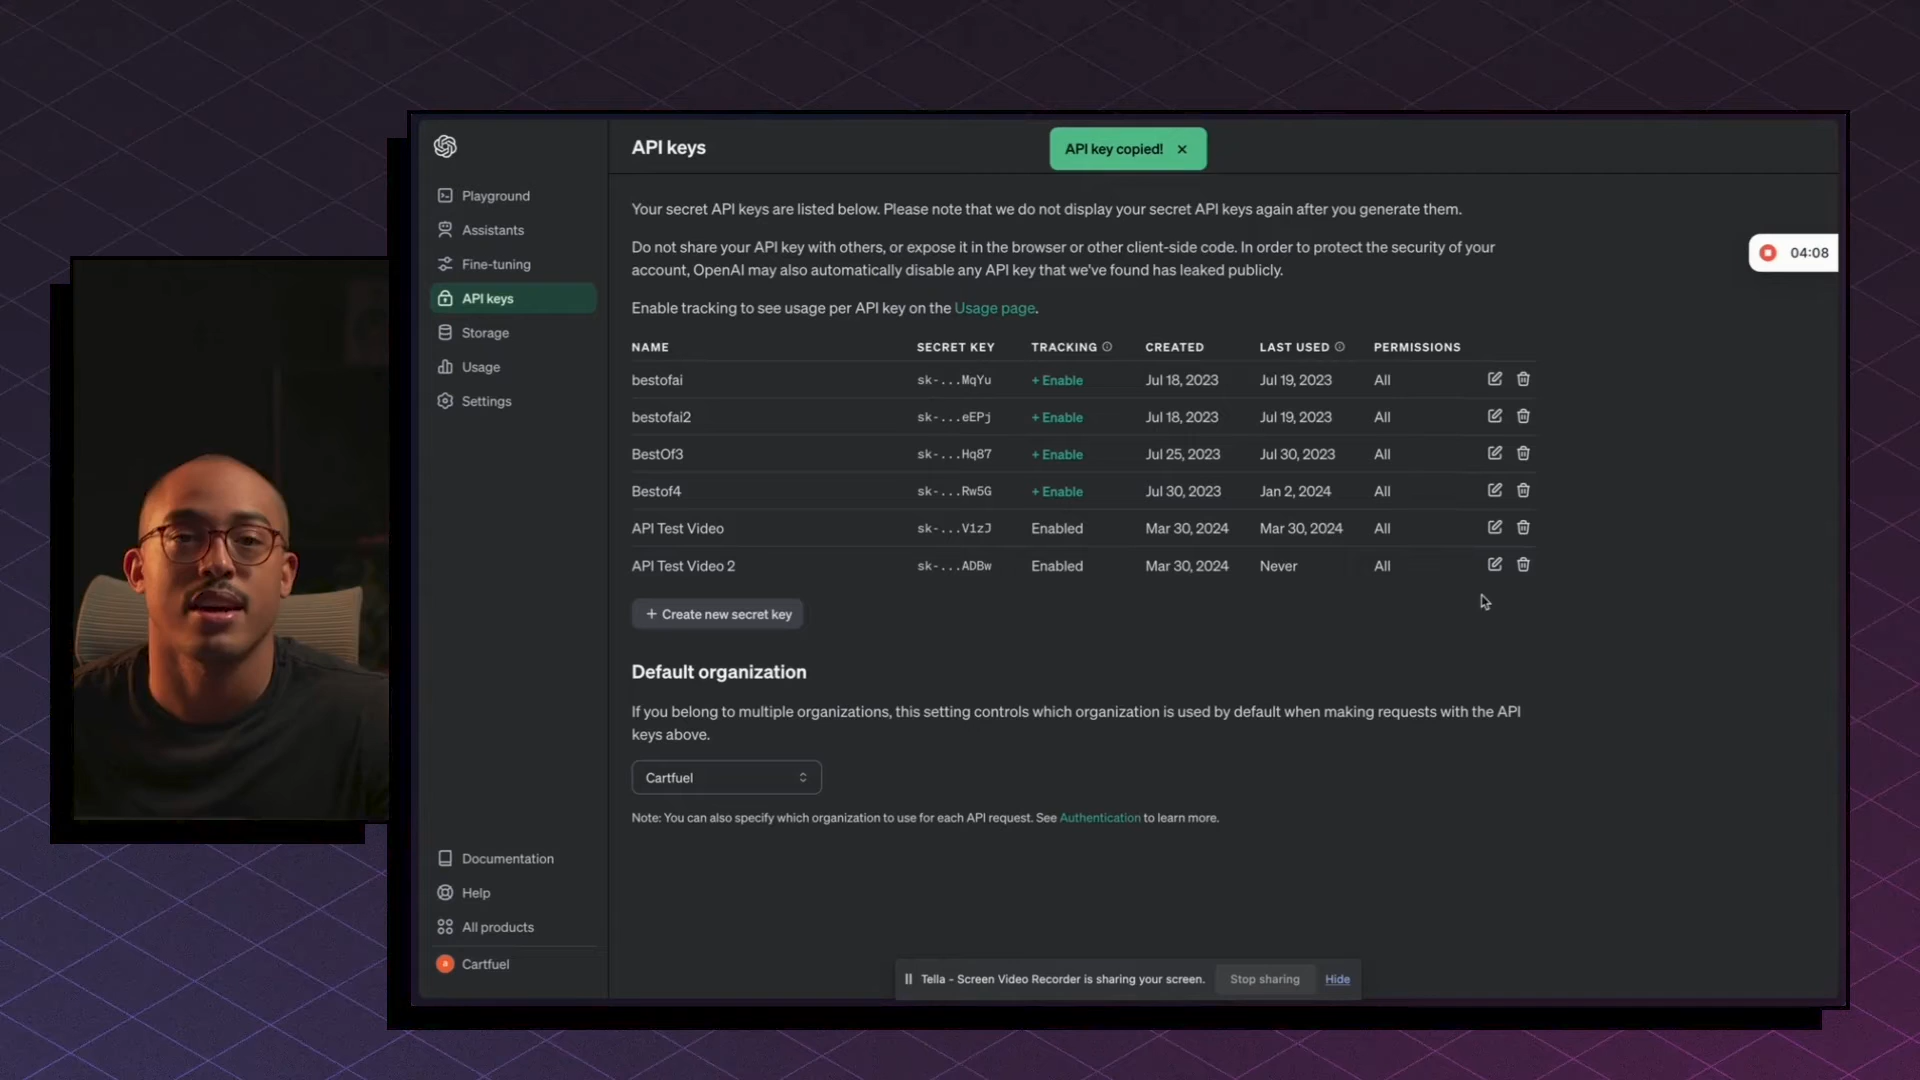 API keys
API key copied!
Playground
Assistants
Fine-tuning
API keys
Storage
Usage
Settings
Your secret API keys are listed below. Please note that we do not display your secret API keys again after you generate them.
Do not share your API key with others, or expose it in the browser or other client-side code. In order to protect the security of your
account, OpenAI may also automatically disable any API key that we've found has leaked publicly.
04:08
Enable tracking to see usage per API key on the Usage page.
NAME SECRET KEY TRACKING CREATED LAST USED PERMISSIONS
bestofai sk-...MqYu + Enable Jul 18, 2023 Jul 19, 2023 All
bestofai2 sk-...eEPj + Enable Jul 18, 2023 Jul 19, 2023 All
BestOf3 sk-...Hq87 + Enable Jul 25, 2023 Jul 30, 2023 All
Bestof4 sk-...Rw5G + Enable Jul 30, 2023 Jan 2, 2024 All
API Test Video sk-...V1zJ Enabled Mar 30, 2024 Mar 30, 2024 All
API Test Video 2 sk-...ADBw Enabled Mar 30, 2024 Never All
+ Create new secret key
Default organization
If you belong to multiple organizations, this setting controls which organization is used by default when making requests with the API
keys above.
Cartfuel
Note: You can also specify which organization to use for each API request. See Authentication to learn more.
Documentation
Help
All products
a Cartfuel
Tella - Screen Video Recorder is sharing your screen. Stop sharing Hide